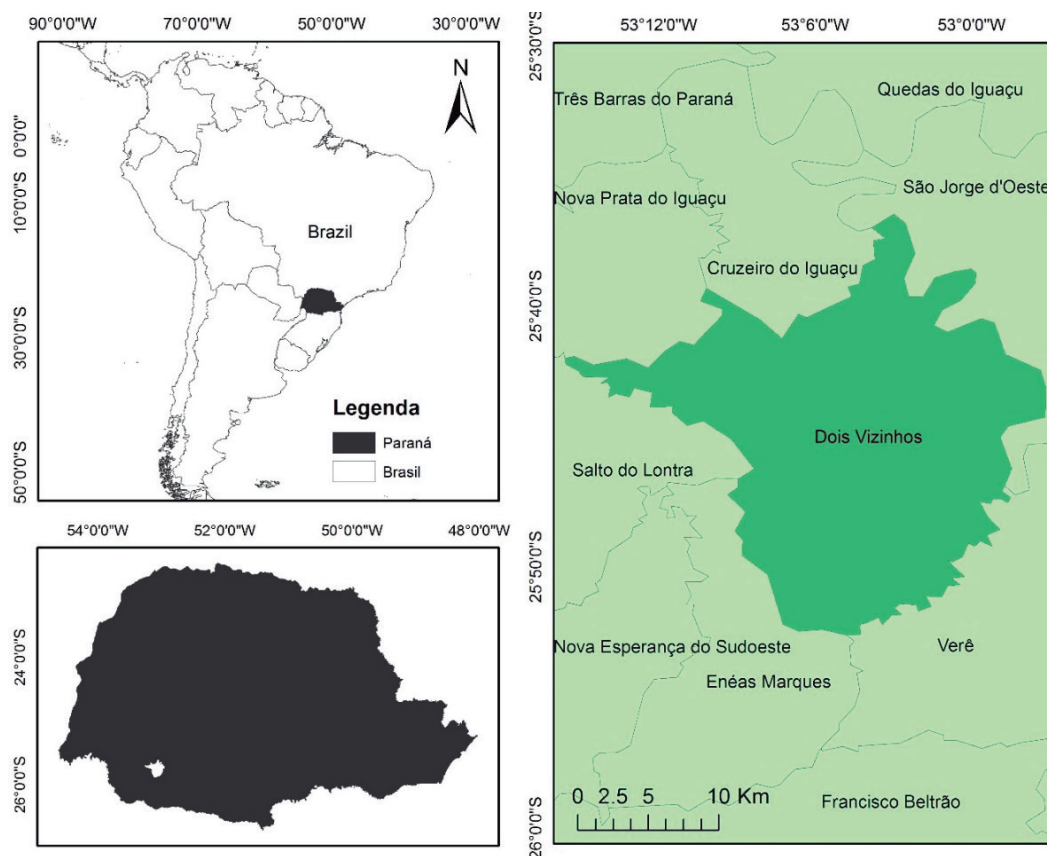 90°0'0"W 70°0'0"W 50°0'0"W 30°0'0"W
0°0'0"
10°0'0"S
20°0'0"S
30°0'0"S
50°0'0"S
N
Brazil
Legenda
Paraná
Brasil
54°0'0"W 52°0'0"W 50°0'0"W 48°0'0"W
24°0'0"S
26°0'0"S
53°12'0"W 53°6'0"W 53°0'0"W
25°30'0"S
25°40'0"S
25°50'0"S
26°0'0"S
Três Barras do Paraná
Quedas do Iguaçu
Nova Prata do Iguaçu
São Jorge d'Oeste
Cruzeiro do Iguaçu
Dois Vizinhos
Salto do Lontra
Nova Esperança do Sudoeste
Verê
Enéas Marques
Francisco Beltrão
0 2.5 5 10 Km